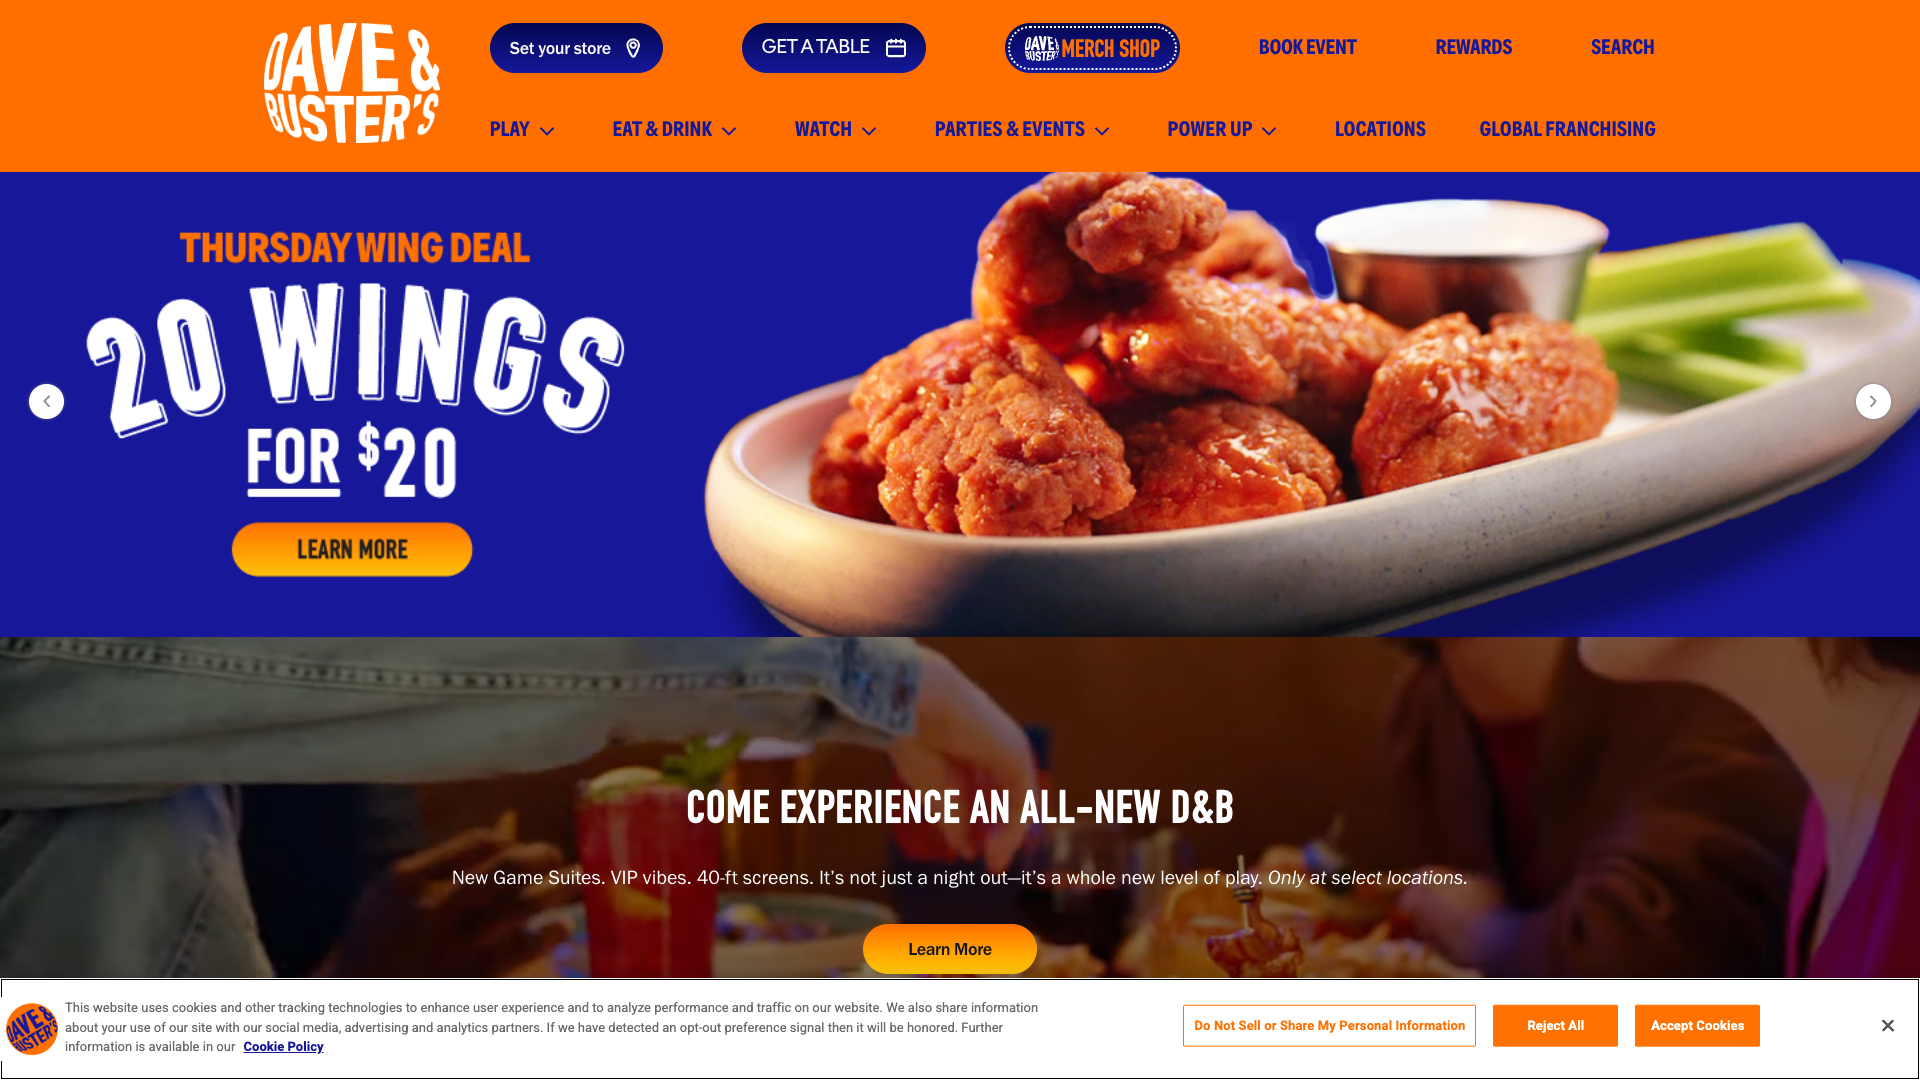 DAVE &
BUSTER'S
Set your store
GET A TABLE
DAVE &
BUSTER'S
MERCH SHOP
BOOK EVENT
REWARDS
SEARCH
PLAY
EAT & DRINK
WATCH
PARTIES & EVENTS
POWER UP
LOCATIONS
GLOBAL FRANCHISING
THURSDAY WING DEAL
20 WINGS
FOR $20
LEARN MORE
COME EXPERIENCE AN ALL-NEW D&B
New Game Suites. VIP vibes. 40-ft screens. It’s not just a night out—it’s a whole new level of play. Only at select locations.
Learn More
DAVE &
BUSTER'S
This website uses cookies and other tracking technologies to enhance user experience and to analyze performance and traffic on our website. We also share information
about your use of our site with our social media, advertising and analytics partners. If we have detected an opt-out preference signal then it will be honored. Further
information is available in our Cookie Policy
Do Not Sell or Share My Personal Information
Reject All
Accept Cookies